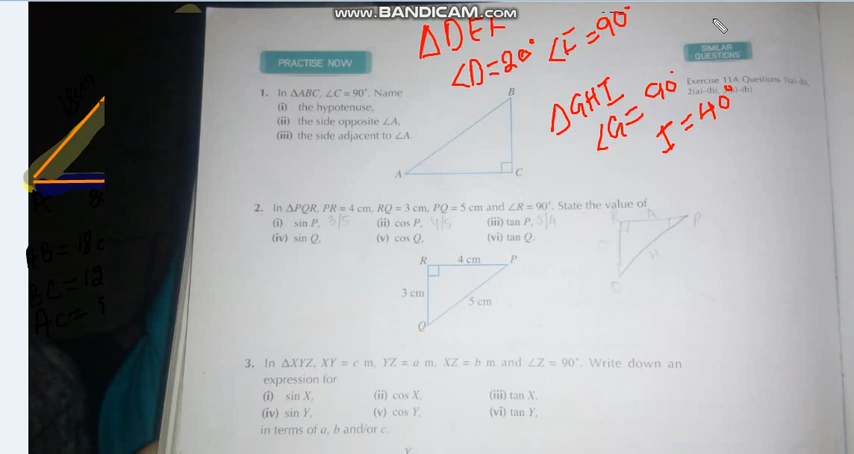 www.BANDICAM.com
ΔDEF
∠D=20° ∠F=90°
ΔGHI
∠G=90°
I=40°
PRACTISE NOW
SIMILAR
QUESTIONS
Exercise 11A Questions 1(a)-(b),
2(a)-(b),
1. In ΔABC, ∠C = 90°. Name
(i) the hypotenuse,
(ii) the side opposite ∠A,
(iii) the side adjacent to ∠A.
B
A
C
2. In ΔPQR, PR = 4 cm, RQ = 3 cm, PQ = 5 cm and ∠R = 90°. State the value of
(i) sin P, 3/5 (ii) cos P, 4/5 (iii) tan P, 3/4
(iv) sin Q, (v) cos Q, (vi) tan Q.
R 4 cm P
3 cm
5 cm
Q
A
P
H
3. In ΔXYZ, XY = c m, YZ = a m, XZ = b m and ∠Z = 90°. Write down an
expression for
(i) sin X, (ii) cos X, (iii) tan X,
(iv) sin Y, (v) cos Y, (vi) tan Y,
in terms of a, b and/or c.
Y
A
BC = 12
AC =